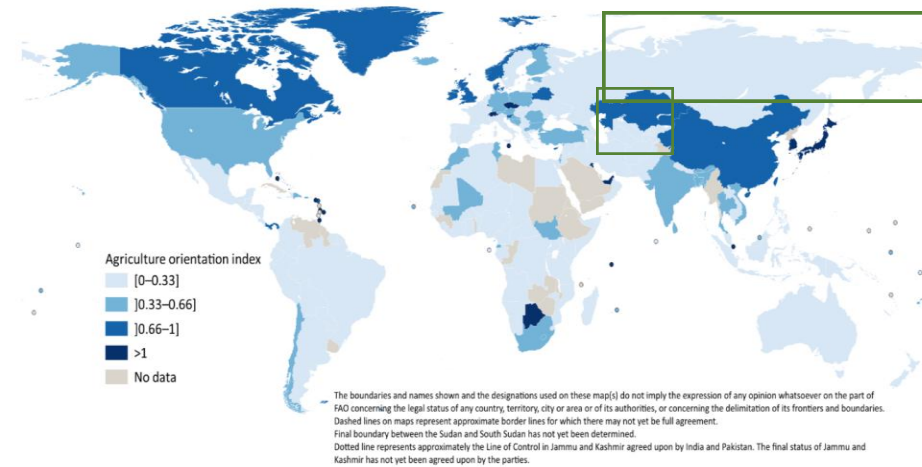 Agriculture orientation index
[0–0.33]
]0.33–0.66]
]0.66–1]
>1
No data
The boundaries and names shown and the designations used on these map(s) do not imply the expression of any opinion whatsoever on the part of
FAO concerning the legal status of any country, territory, city or area or of its authorities, or concerning the delimitation of its frontiers and boundaries.
Dashed lines on maps represent approximate border lines for which there may not yet be full agreement.
Final boundary between the Sudan and South Sudan has not yet been determined.
Dotted line represents approximately the Line of Control in Jammu and Kashmir agreed upon by India and Pakistan. The final status of Jammu and
Kashmir has not yet been agreed upon by the parties.